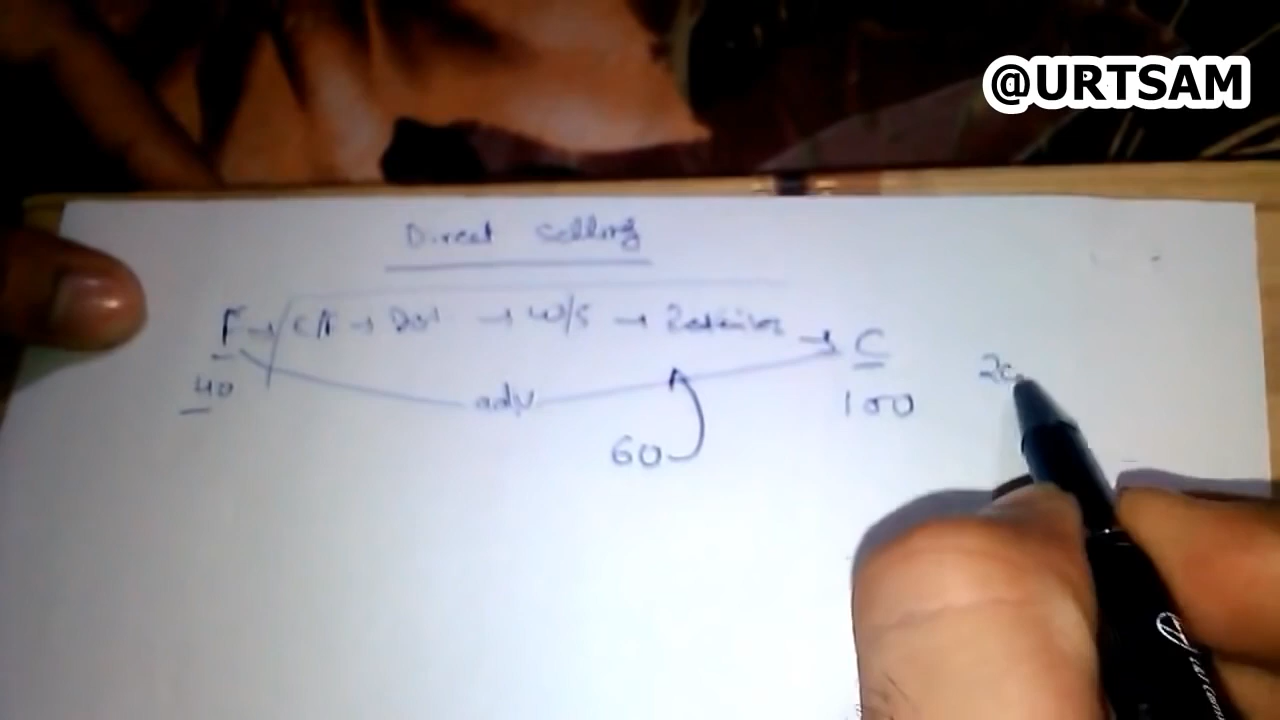 @URTSAM
Direct Selling
F → C/F → Dist → W/S → Retailer → C
40 adv 100
60